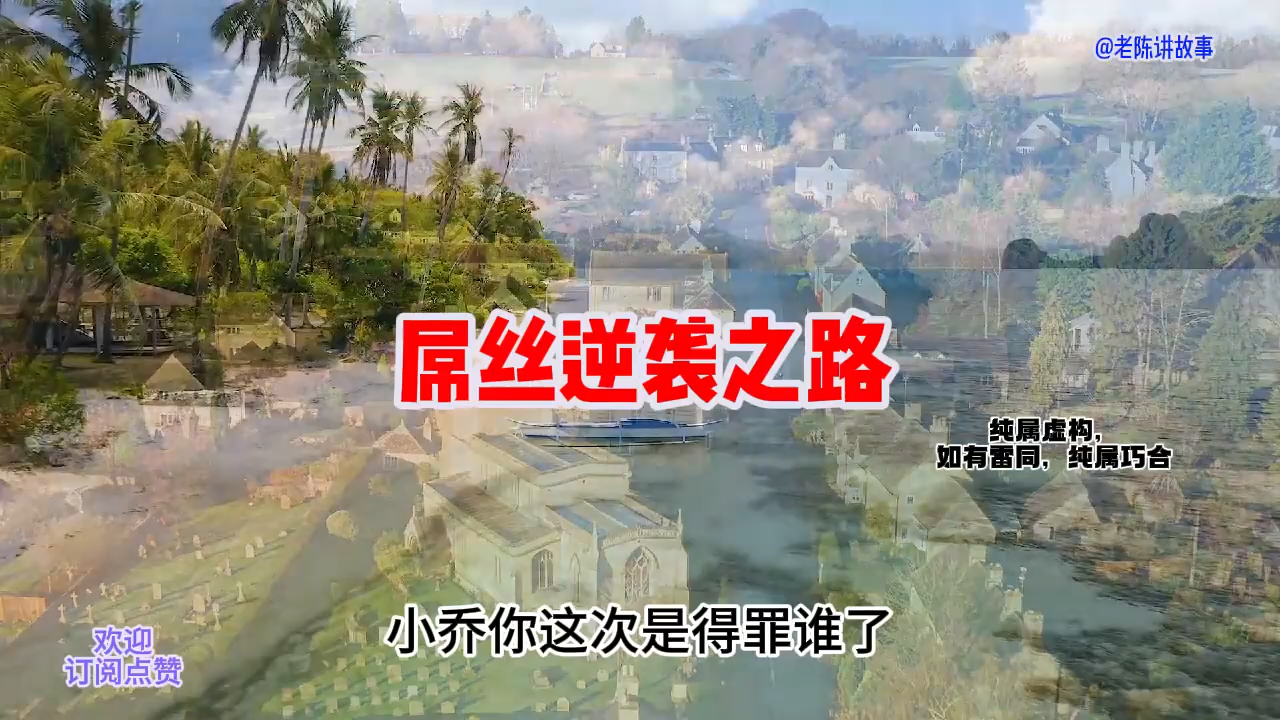 @老陈讲故事
屌丝逆袭之路
纯属虚构,
如有雷同,纯属巧合
小乔你这次是得罪谁了
欢迎
订阅点赞